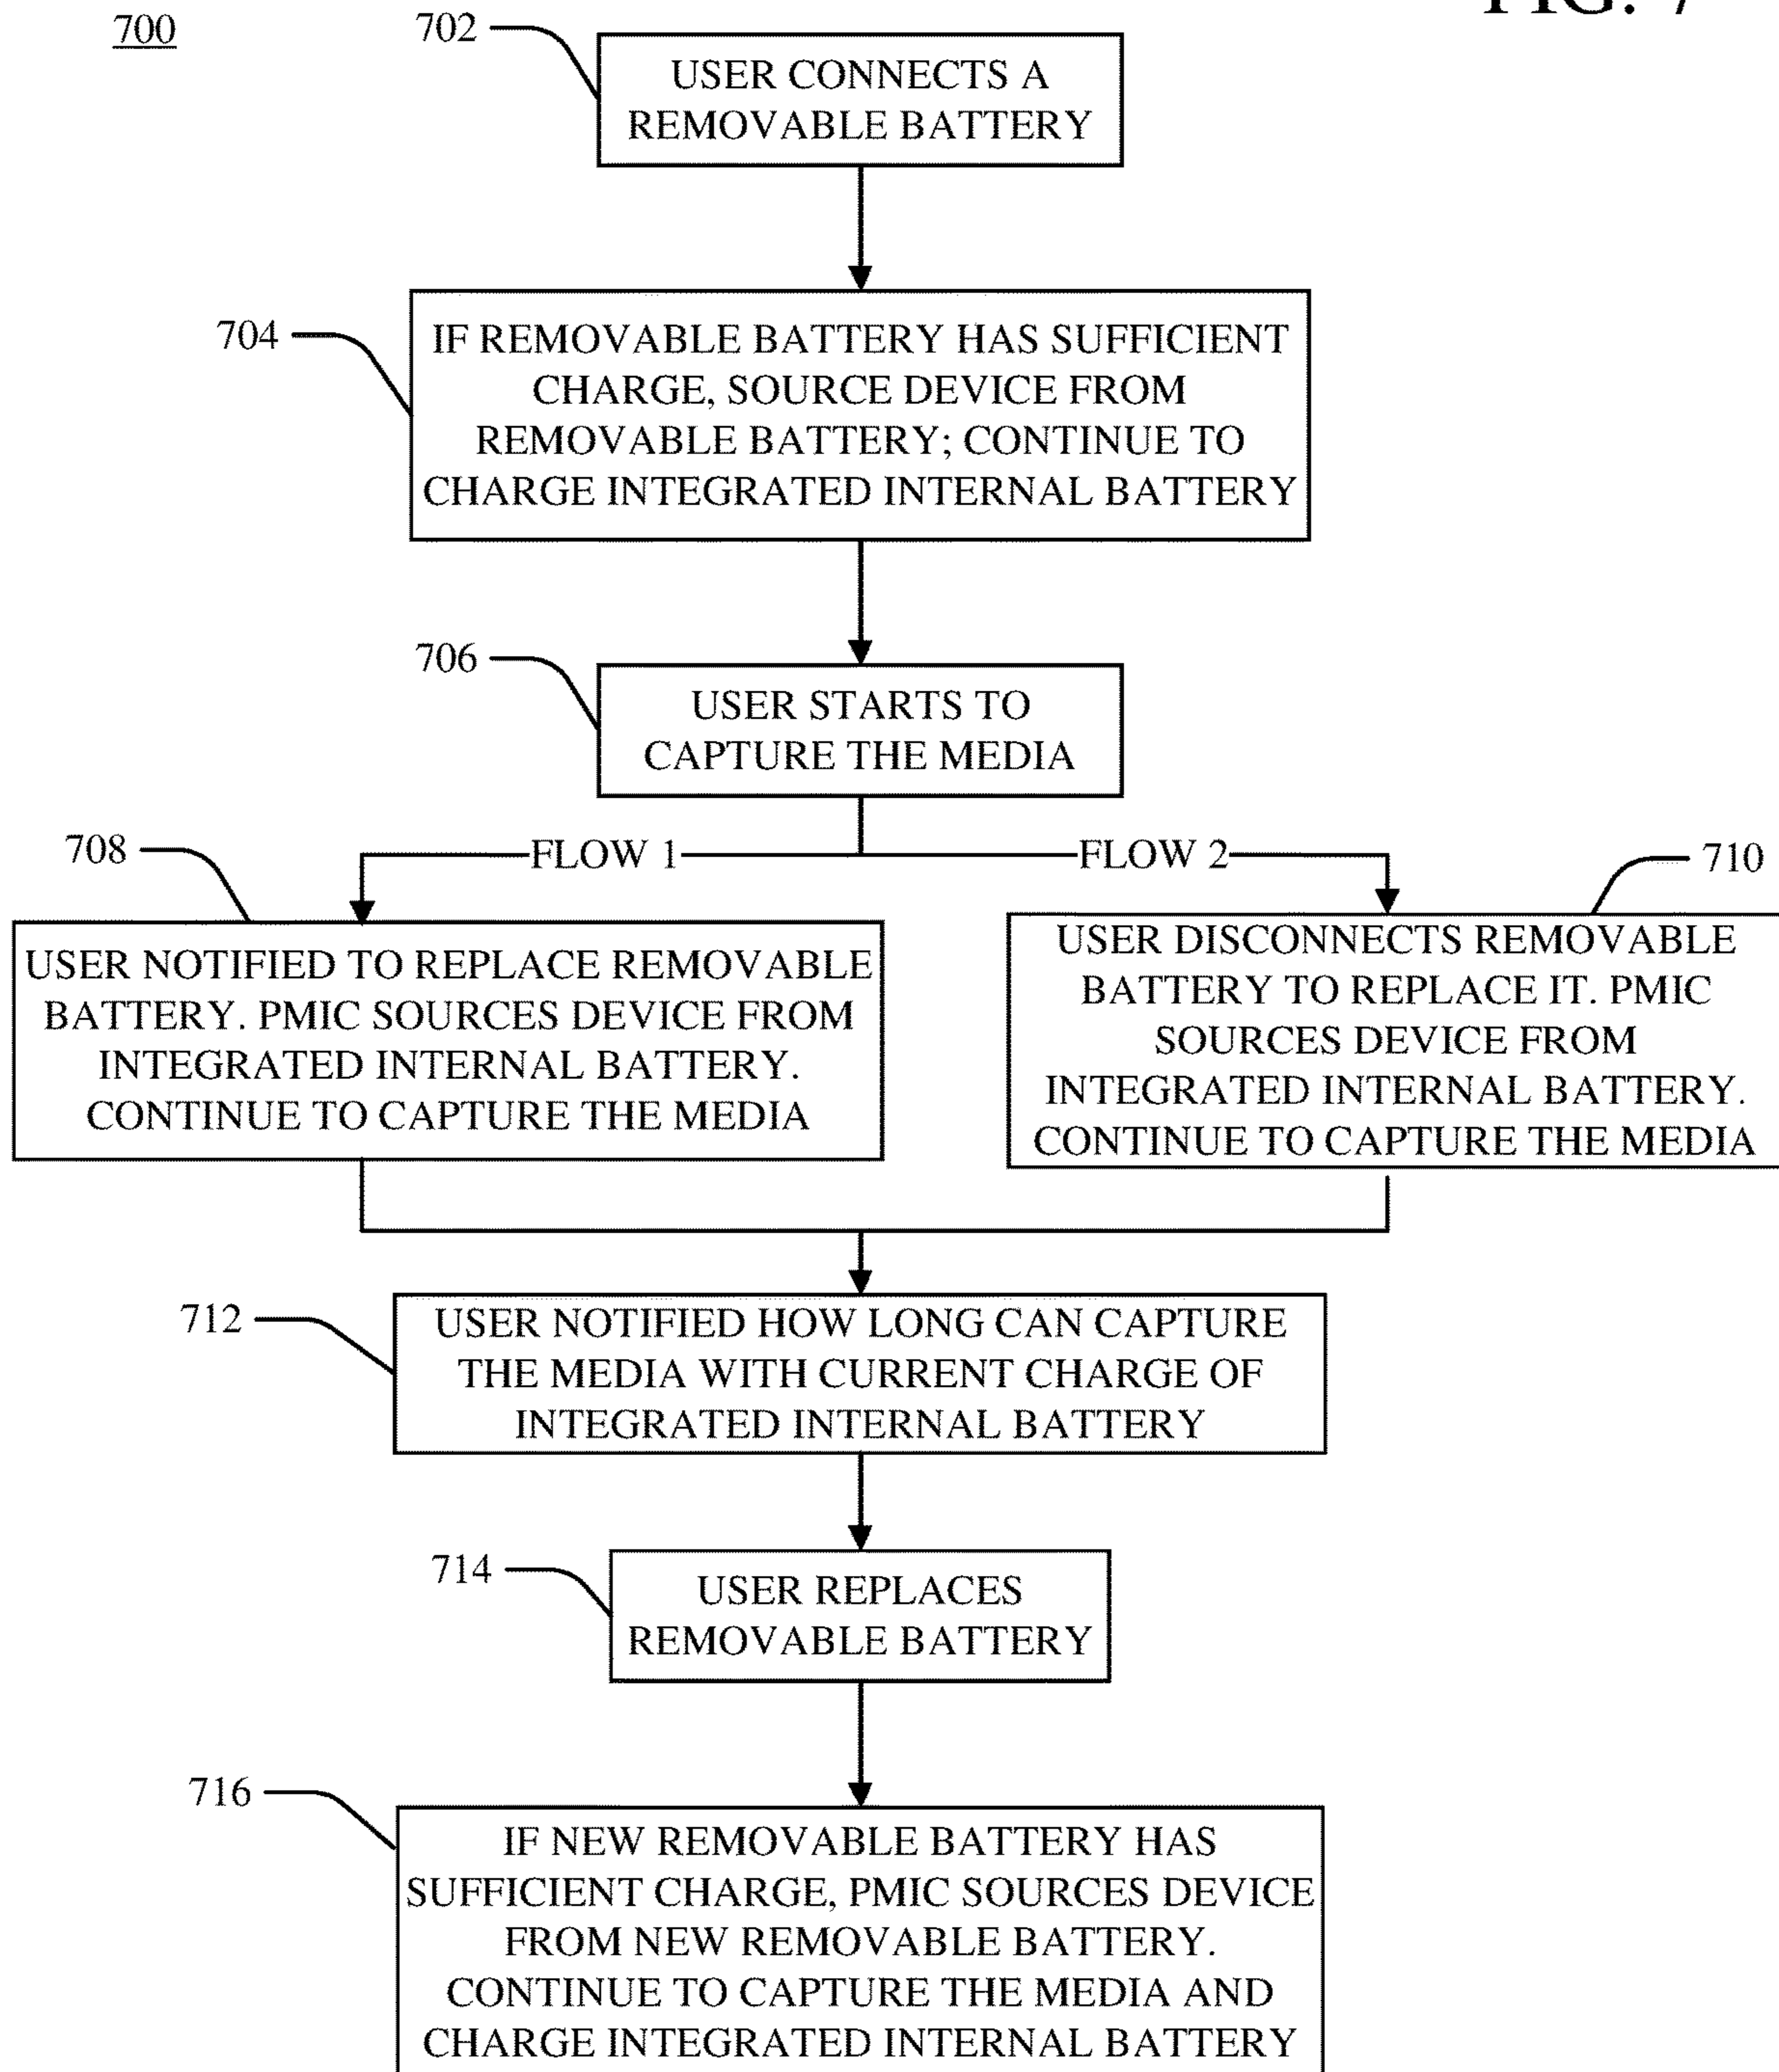 FIG. 7
700
702
USER CONNECTS A
REMOVABLE BATTERY
704
IF REMOVABLE BATTERY HAS SUFFICIENT
CHARGE, SOURCE DEVICE FROM
REMOVABLE BATTERY; CONTINUE TO
CHARGE INTEGRATED INTERNAL BATTERY
706
USER STARTS TO
CAPTURE THE MEDIA
FLOW 1
FLOW 2
708
USER NOTIFIED TO REPLACE REMOVABLE
BATTERY. PMIC SOURCES DEVICE FROM
INTEGRATED INTERNAL BATTERY.
CONTINUE TO CAPTURE THE MEDIA
710
USER DISCONNECTS REMOVABLE
BATTERY TO REPLACE IT. PMIC
SOURCES DEVICE FROM
INTEGRATED INTERNAL BATTERY.
CONTINUE TO CAPTURE THE MEDIA
712
USER NOTIFIED HOW LONG CAN CAPTURE
THE MEDIA WITH CURRENT CHARGE OF
INTEGRATED INTERNAL BATTERY
714
USER REPLACES
REMOVABLE BATTERY
716
IF NEW REMOVABLE BATTERY HAS
SUFFICIENT CHARGE, PMIC SOURCES DEVICE
FROM NEW REMOVABLE BATTERY.
CONTINUE TO CAPTURE THE MEDIA AND
CHARGE INTEGRATED INTERNAL BATTERY